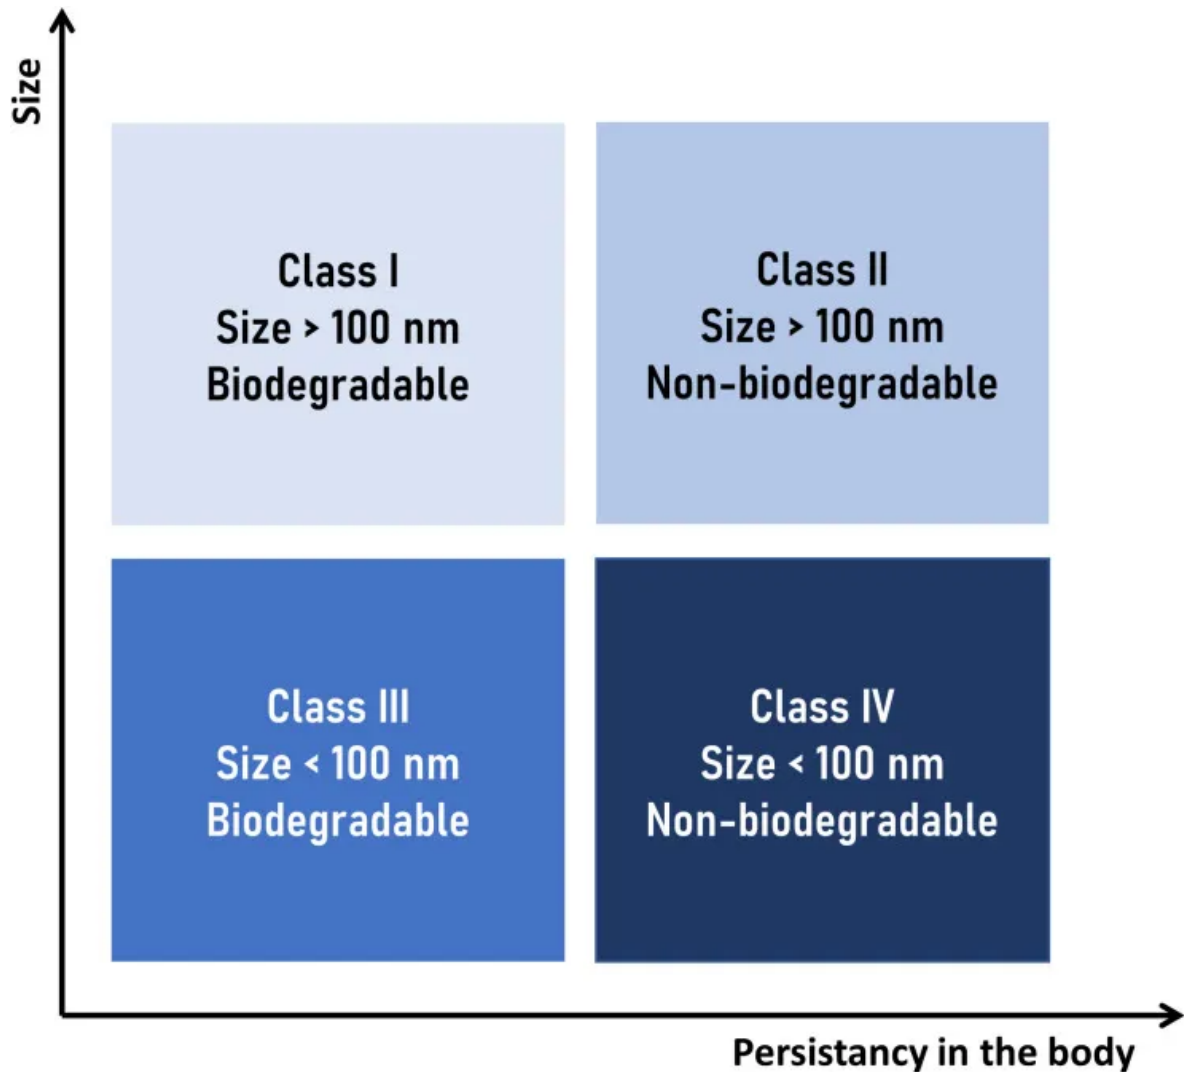 Size
Class I
Size > 100 nm
Biodegradable
Class II
Size > 100 nm
Non-biodegradable
Class III
Size < 100 nm
Biodegradable
Class IV
Size < 100 nm
Non-biodegradable
Persistancy in the body